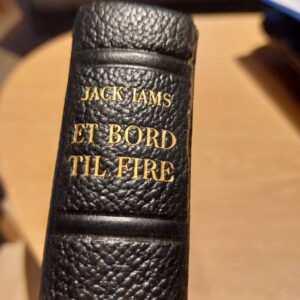 JACK IAMS
ET BORD
TIL FIRE